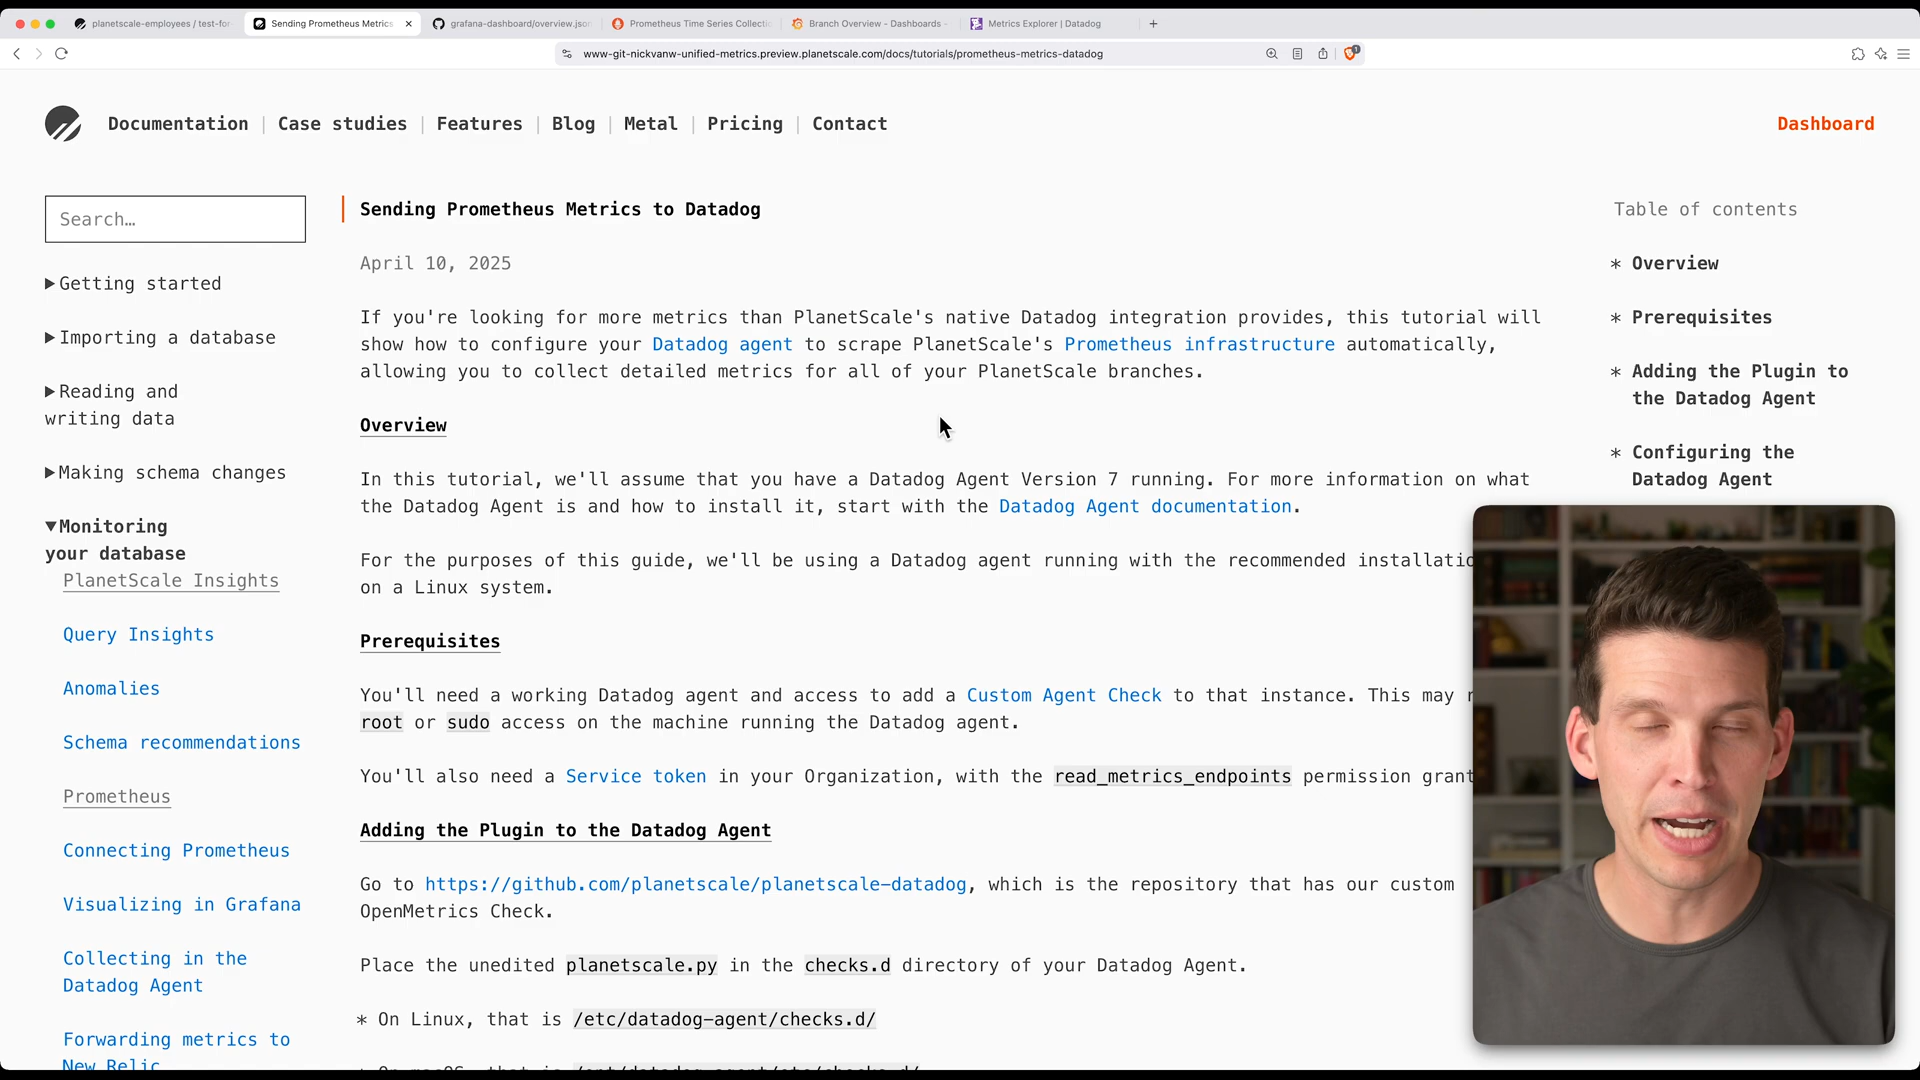 planetscale-employees / test-for
Sending Prometheus Metrics
grafana-dashboard/overview.json
Prometheus Time Series Collecti
Branch Overview - Dashboards -
Metrics Explorer | Datadog
www-git-nickvanw-unified-metrics.preview.planetscale.com/docs/tutorials/prometheus-metrics-datadog
1
Documentation | Case studies | Features | Blog | Metal | Pricing | Contact
Dashboard
Search…
Getting started
Importing a database
Reading and
writing data
Making schema changes
Monitoring
your database
PlanetScale Insights
Query Insights
Anomalies
Schema recommendations
Prometheus
Connecting Prometheus
Visualizing in Grafana
Collecting in the
Datadog Agent
Forwarding metrics to
New Relic
Sending Prometheus Metrics to Datadog
April 10, 2025
If you're looking for more metrics than PlanetScale's native Datadog integration provides, this tutorial will
show how to configure your Datadog agent to scrape PlanetScale's Prometheus infrastructure automatically,
allowing you to collect detailed metrics for all of your PlanetScale branches.
Overview
In this tutorial, we'll assume that you have a Datadog Agent Version 7 running. For more information on what
the Datadog Agent is and how to install it, start with the Datadog Agent documentation.
For the purposes of this guide, we'll be using a Datadog agent running with the recommended installatio
on a Linux system.
Prerequisites
You'll need a working Datadog agent and access to add a Custom Agent Check to that instance. This may
root or sudo access on the machine running the Datadog agent.
You'll also need a Service token in your Organization, with the read_metrics_endpoints permission grant
Adding the Plugin to the Datadog Agent
Go to https://github.com/planetscale/planetscale-datadog, which is the repository that has our custom
OpenMetrics Check.
Place the unedited planetscale.py in the checks.d directory of your Datadog Agent.
* On Linux, that is /etc/datadog-agent/checks.d/
Table of contents
* Overview
* Prerequisites
* Adding the Plugin to
the Datadog Agent
* Configuring the
Datadog Agent